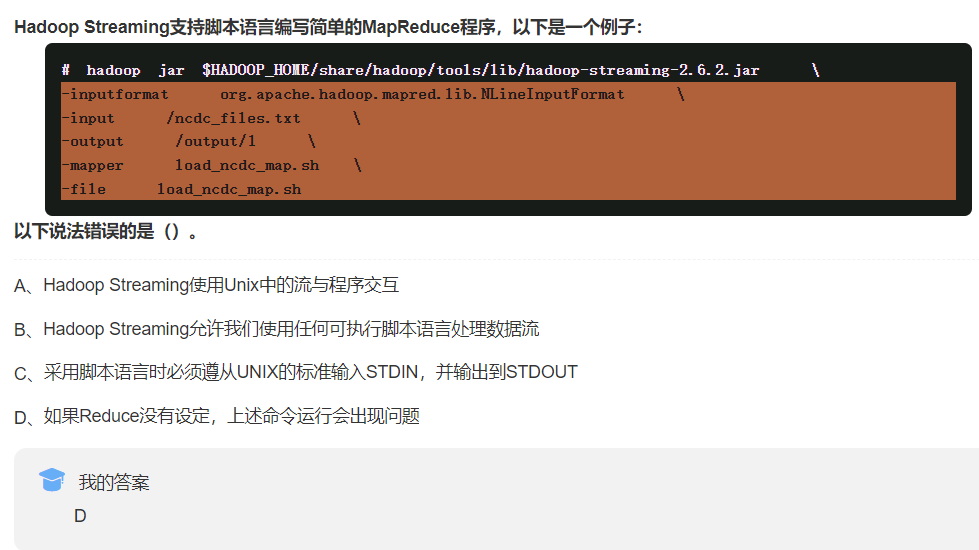 Hadoop Streaming支持脚本语言编写简单的MapReduce程序，以下是一个例子：
# hadoop jar $HADOOP_HOME/share/hadoop/tools/lib/hadoop-streaming-2.6.2.jar \
-inputformat org.apache.hadoop.mapred.lib.NLineInputFormat \
-input /ncdc_files.txt \
-output /output/1 \
-mapper load_ncdc_map.sh \
-file load_ncdc_map.sh
以下说法错误的是（）。
A、Hadoop Streaming使用Unix中的流与程序交互
B、Hadoop Streaming允许我们使用任何可执行脚本语言处理数据流
C、采用脚本语言时必须遵从UNIX的标准输入STDIN，并输出到STDOUT
D、如果Reduce没有设定，上述命令运行会出现问题
我的答案
D